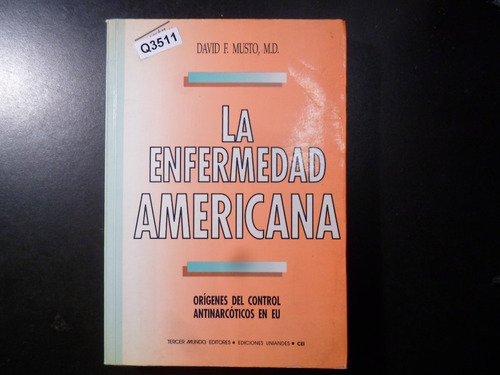 Q3511
DAVID F. MUSTO, M.D.
LA
ENFERMEDAD
AMERICANA
ORÍGENES DEL CONTROL
ANTINARCÓTICOS EN EU
TERCER MUNDO EDITORES • EDICIONES UNIANDES • CEI